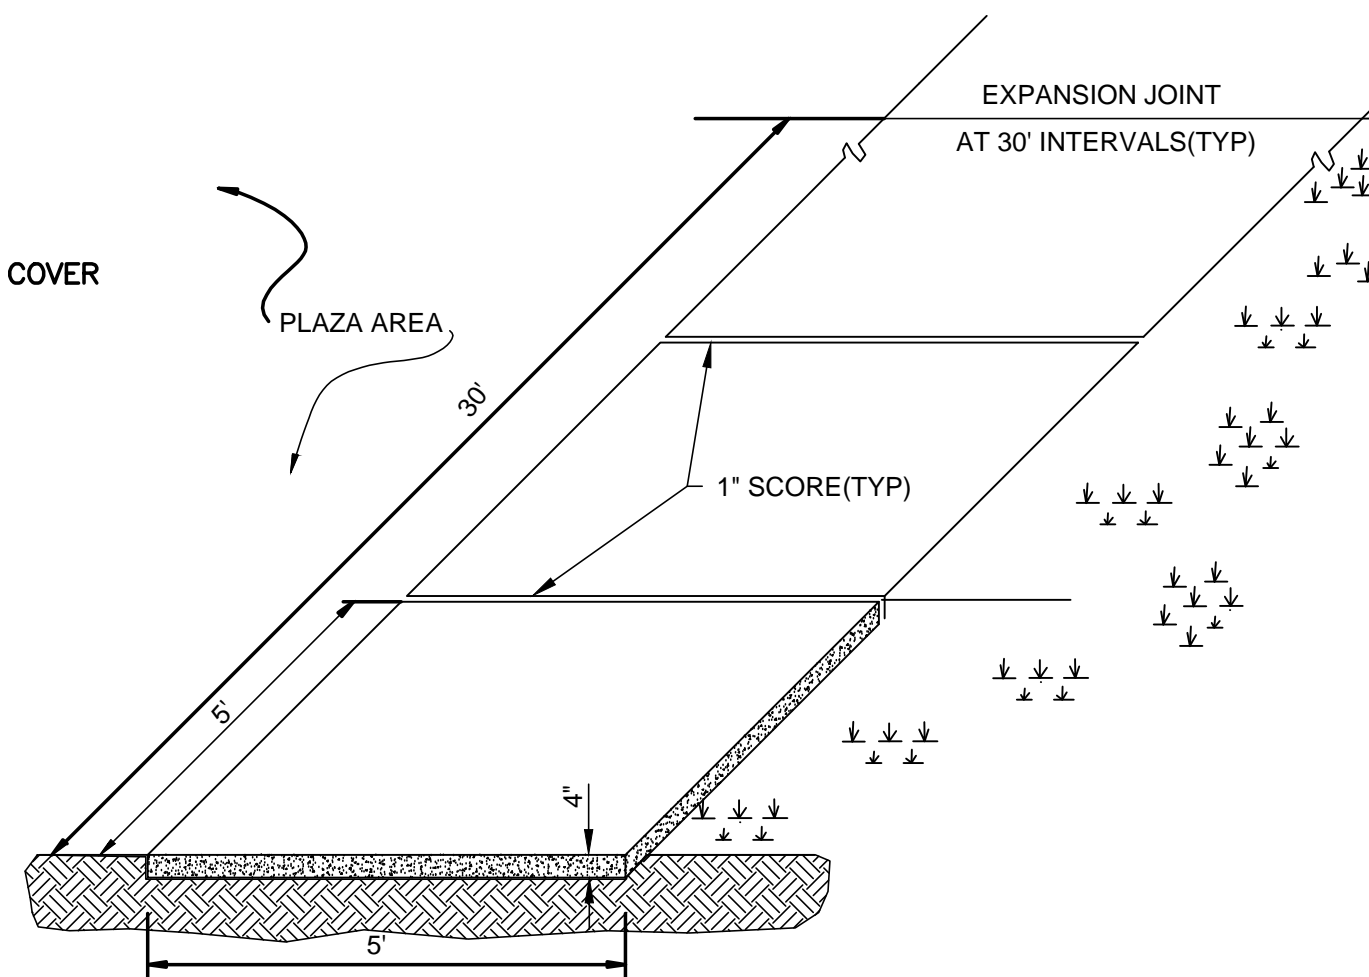 EXPANSION JOINT
AT 30' INTERVALS(TYP)
COVER
PLAZA AREA
30'
1" SCORE(TYP)
5'
4"
5'